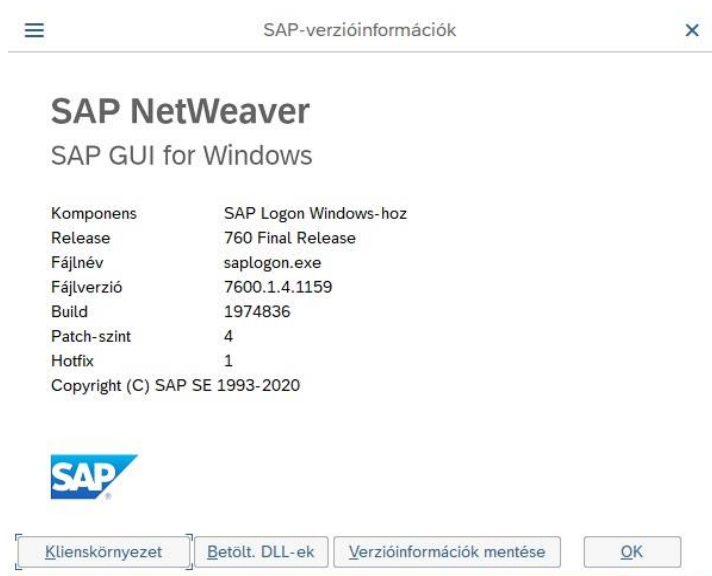 SAP-verzióinformációk
SAP NetWeaver
SAP GUI for Windows
Komponens SAP Logon Windows-hoz
Release 760 Final Release
Fájlnév saplogon.exe
Fájlverzió 7600.1.4.1159
Build 1974836
Patch-szint 4
Hotfix 1
Copyright (C) SAP SE 1993-2020
SAP®
Klienskörnyezet Betölt. DLL-ek Verzióinformációk mentése OK